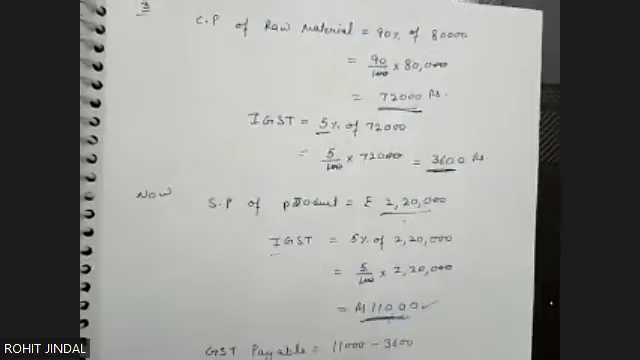 3
C.P of Raw Material = 90% of 80000
= 90/100 x 80,000
= 72000 Rs.
IGST = 5% of 72000
= 5/100 x 72000 = 3600 Rs.
Now S.P of product = ₹ 2,20,000
IGST = 5% of 2,20,000
= 5/100 x 2,20,000
= Rs 11000 ✓
GST Payable = 11000 - 3600
ROHIT JINDAL